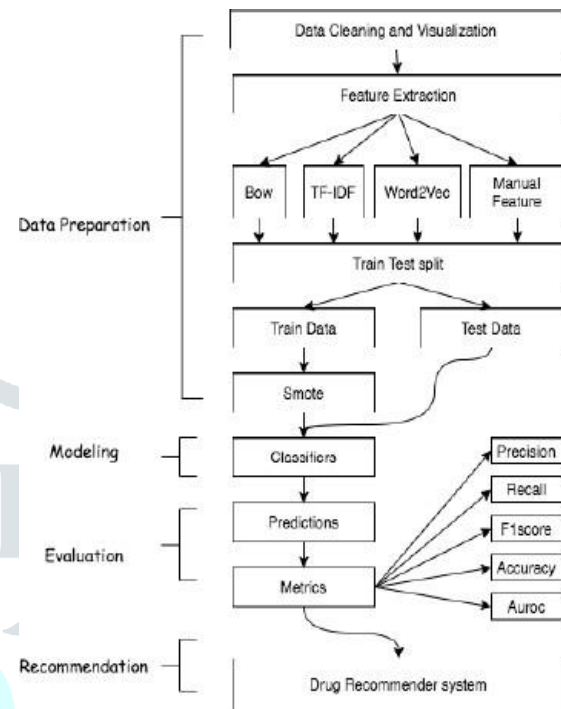 Data Cleaning and Visualization
Feature Extraction
Bow
TF-IDF
Word2Vec
Manual
Feature
Data Preparation
Train Test split
Train Data
Test Data
Smote
Modeling
Classifiers
Precision
Recall
Predictions
F1score
Evaluation
Metrics
Accuracy
Auroc
Recommendation
Drug Recommender system